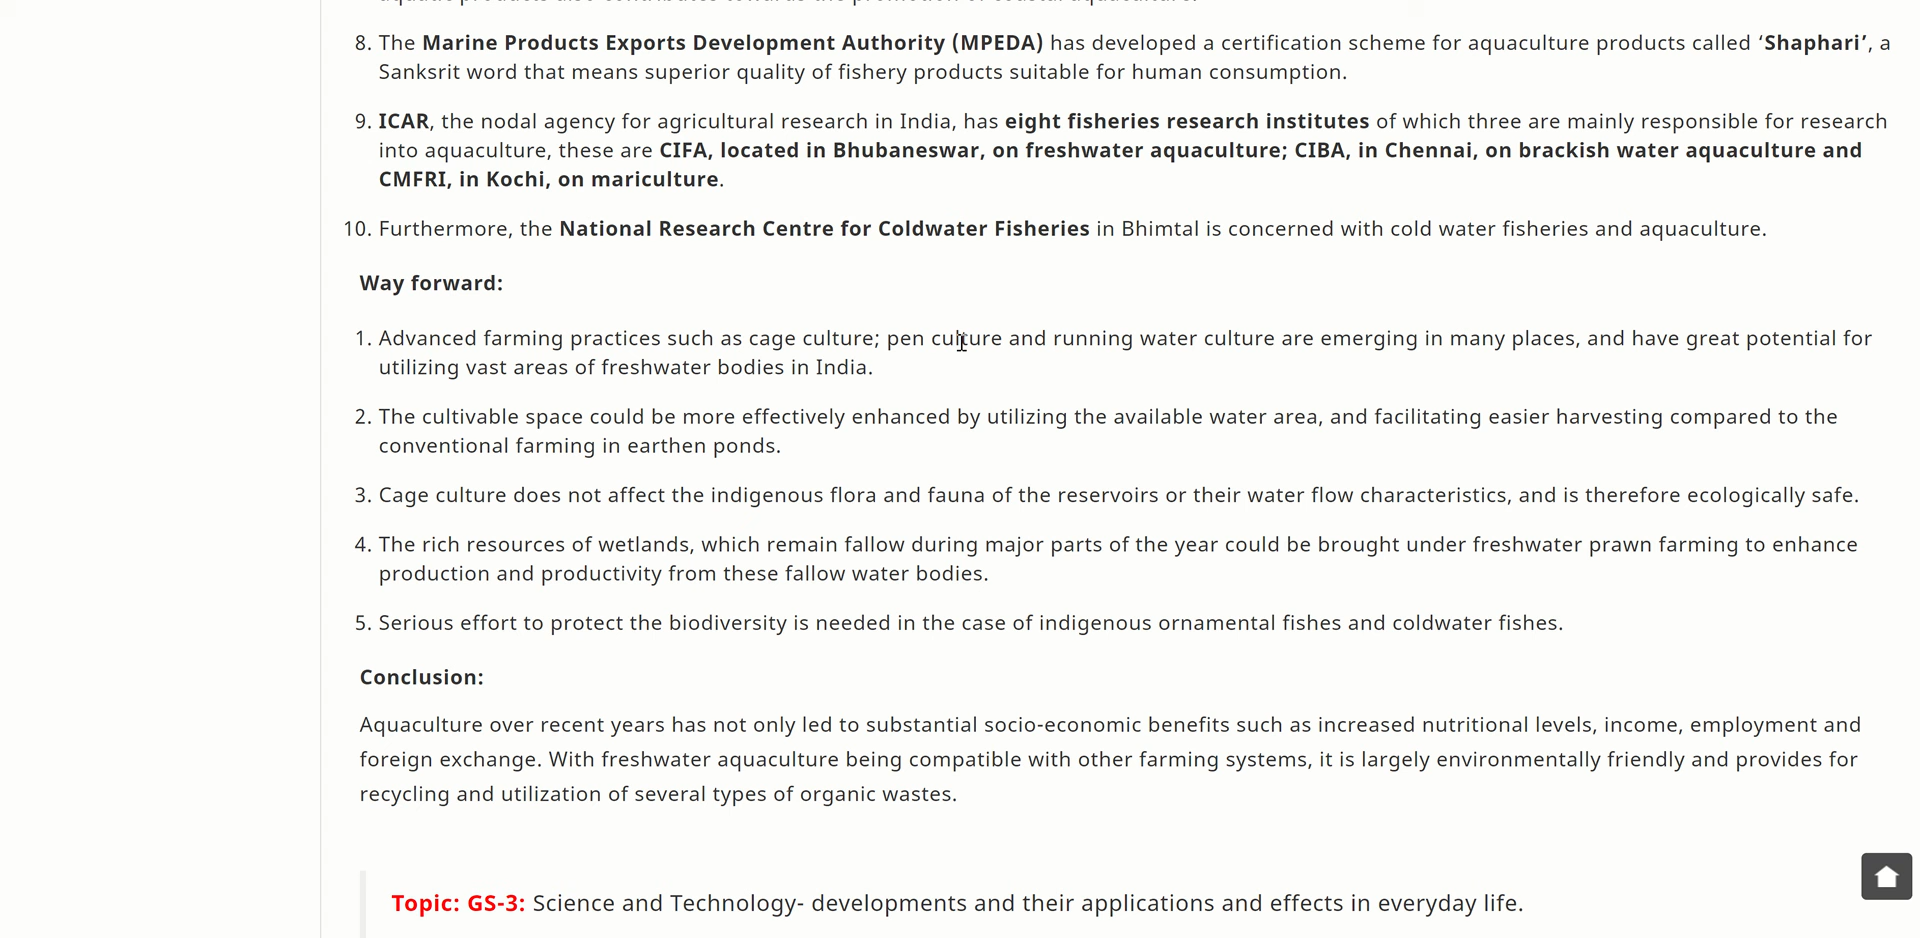 8. The Marine Products Exports Development Authority (MPEDA) has developed a certification scheme for aquaculture products called ‘Shaphari’, a
Sanksrit word that means superior quality of fishery products suitable for human consumption.
9. ICAR, the nodal agency for agricultural research in India, has eight fisheries research institutes of which three are mainly responsible for research
into aquaculture, these are CIFA, located in Bhubaneswar, on freshwater aquaculture; CIBA, in Chennai, on brackish water aquaculture and
CMFRI, in Kochi, on mariculture.
10. Furthermore, the National Research Centre for Coldwater Fisheries in Bhimtal is concerned with cold water fisheries and aquaculture.
Way forward:
1. Advanced farming practices such as cage culture; pen culture and running water culture are emerging in many places, and have great potential for
utilizing vast areas of freshwater bodies in India.
2. The cultivable space could be more effectively enhanced by utilizing the available water area, and facilitating easier harvesting compared to the
conventional farming in earthen ponds.
3. Cage culture does not affect the indigenous flora and fauna of the reservoirs or their water flow characteristics, and is therefore ecologically safe.
4. The rich resources of wetlands, which remain fallow during major parts of the year could be brought under freshwater prawn farming to enhance
production and productivity from these fallow water bodies.
5. Serious effort to protect the biodiversity is needed in the case of indigenous ornamental fishes and coldwater fishes.
Conclusion:
Aquaculture over recent years has not only led to substantial socio-economic benefits such as increased nutritional levels, income, employment and
foreign exchange. With freshwater aquaculture being compatible with other farming systems, it is largely environmentally friendly and provides for
recycling and utilization of several types of organic wastes.
Topic: GS-3: Science and Technology- developments and their applications and effects in everyday life.